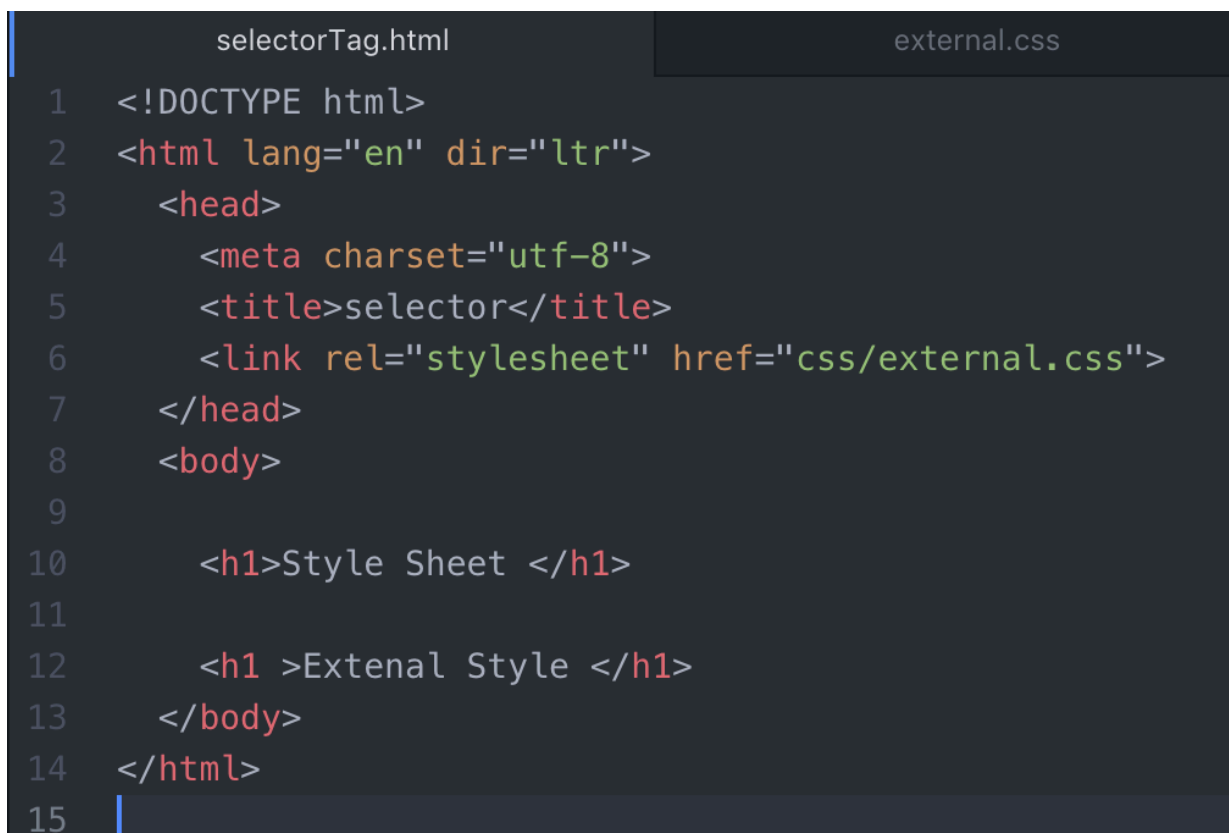 selectorTag.html external.css
1 <!DOCTYPE html>
2 <html lang="en" dir="ltr">
3   <head>
4     <meta charset="utf-8">
5     <title>selector</title>
6     <link rel="stylesheet" href="css/external.css">
7   </head>
8   <body>
9
10     <h1>Style Sheet </h1>
11
12     <h1 >Extenal Style </h1>
13   </body>
14 </html>
15